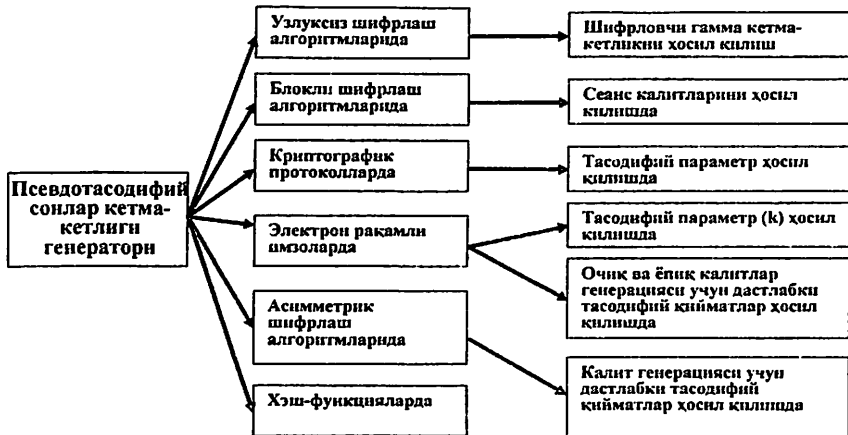 Псевдотасодифий
сонлар кетма-
кетлиги
генератори
Узлуксиз шифрлаш
алгоритмларида
Шифрловчи гамма кетма-
кетликни ҳосил қилиш
Блокли шифрлаш
алгоритмларида
Сеанс калитларини ҳосил
қилишда
Криптографик
протоколларда
Тасодифий параметр ҳосил
қилишда
Электрон рақамли
имзоларда
Тасодифий параметр (k) ҳосил
қилишда
Очиқ ва ёпиқ калитлар
генерацияси учун дастлабки
тасодифий қийматлар ҳосил
қилишда
Асимметрик
шифрлаш
алгоритмларида
Калит генерацияси учун
дастлабки тасодифий
қийматлар ҳосил қилишда
Хэш-функцияларда